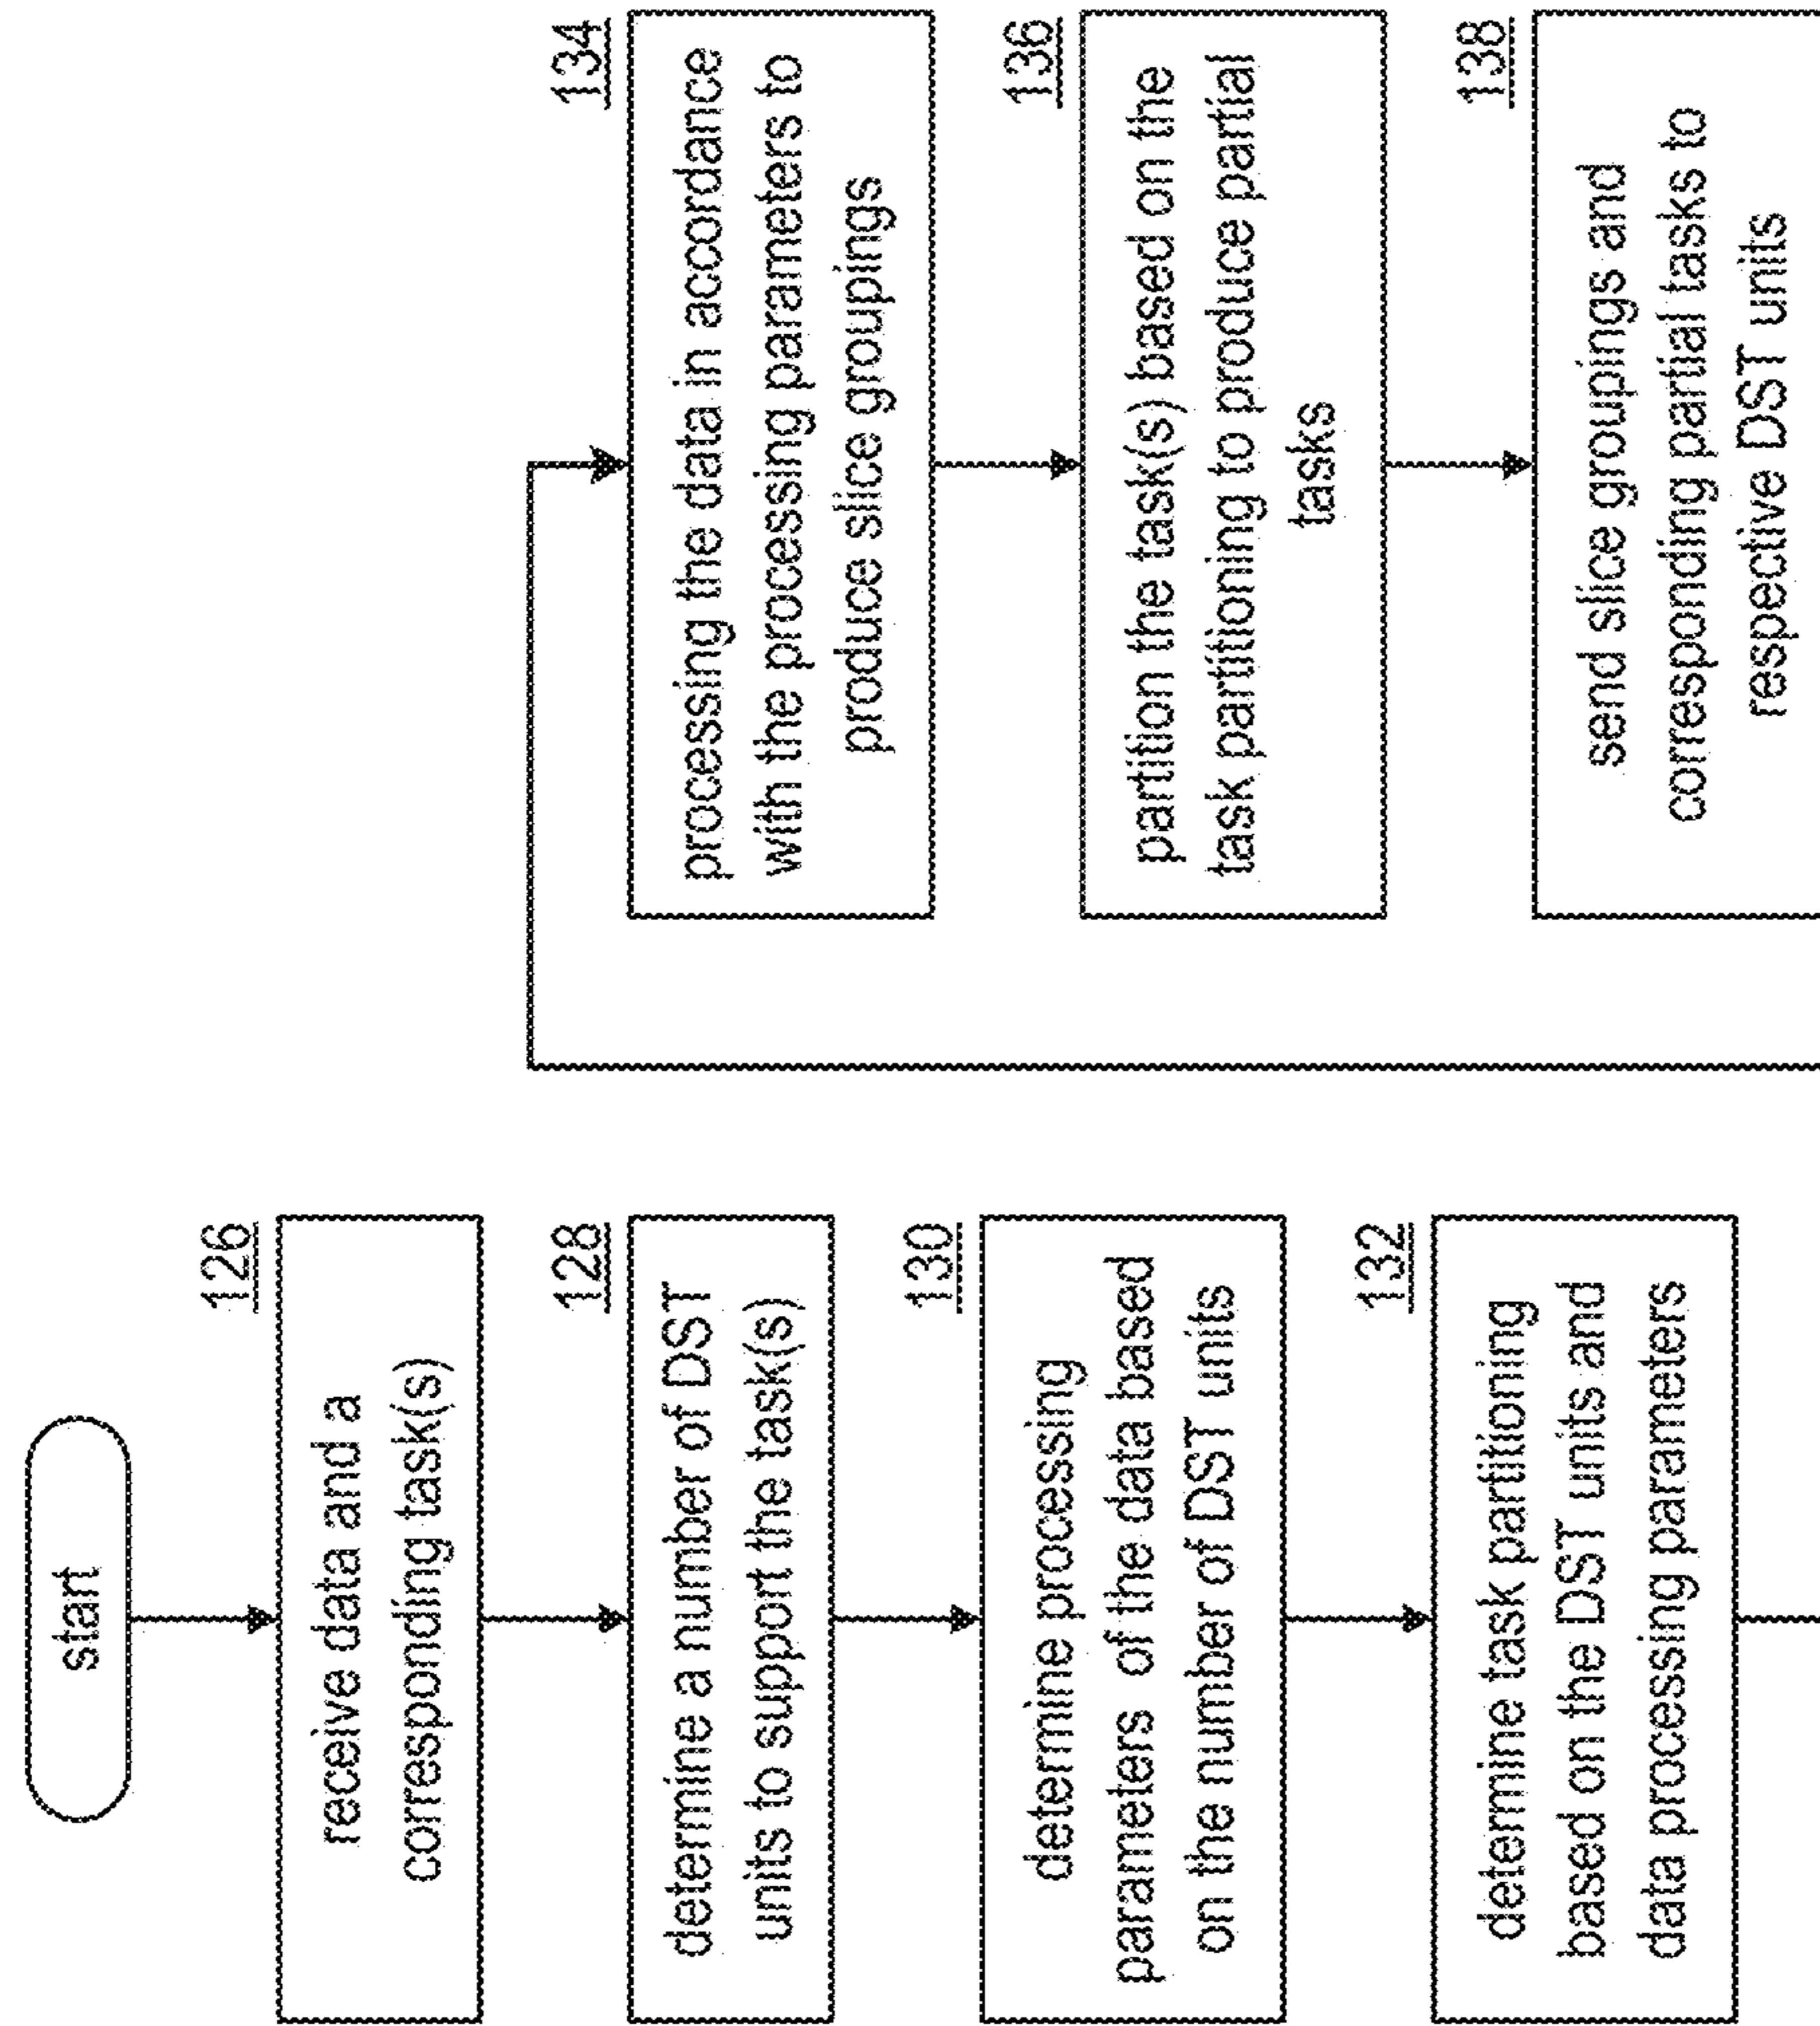 start
126
receive data and a
corresponding task(s)
128
determine a number of DST
units to support the task(s)
130
determine processing
parameters of the data based
on the number of DST units
132
determine task partitioning
based on the DST units and
data processing parameters
134
processing the data in accordance
with the processing parameters to
produce slice groupings
136
partition the task(s) based on the
task partitioning to produce partial
tasks
138
send slice groupings and
corresponding partial tasks to
respective DST units